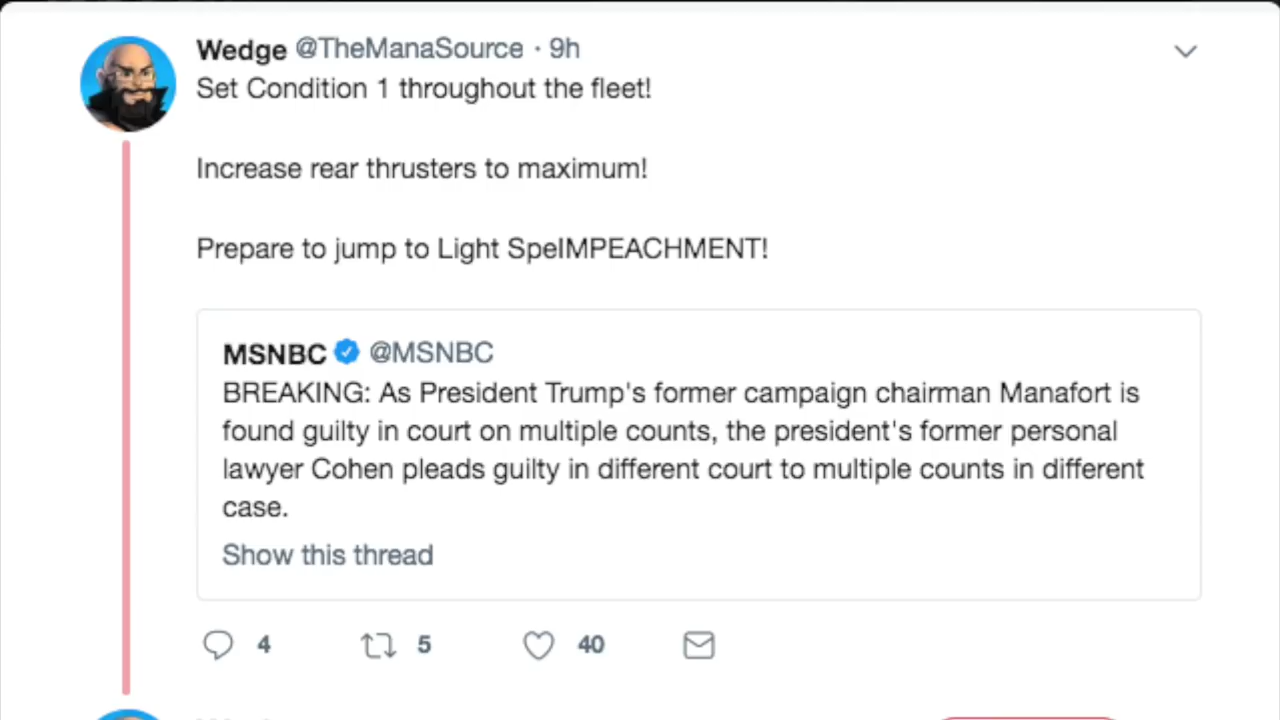 Wedge @TheManaSource · 9h
Set Condition 1 throughout the fleet!
Increase rear thrusters to maximum!
Prepare to jump to Light SpeIMPEACHMENT!
MSNBC @MSNBC
BREAKING: As President Trump's former campaign chairman Manafort is
found guilty in court on multiple counts, the president's former personal
lawyer Cohen pleads guilty in different court to multiple counts in different
case.
Show this thread
4 5 40